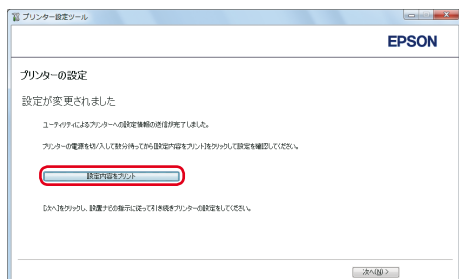 プリンター設定ツール
EPSON
プリンターの設定
設定が変更されました
ユーティリティによるプリンターへの設定情報の送信が完了しました。
プリンターの電源を切/入して数分待ってから[設定内容をプリント]をクリックして設定を確認してください。
設定内容をプリント
[次へ]をクリックし、設置ナビの指示に従って引き続きプリンターの設定をしてください。
次へ(N) >